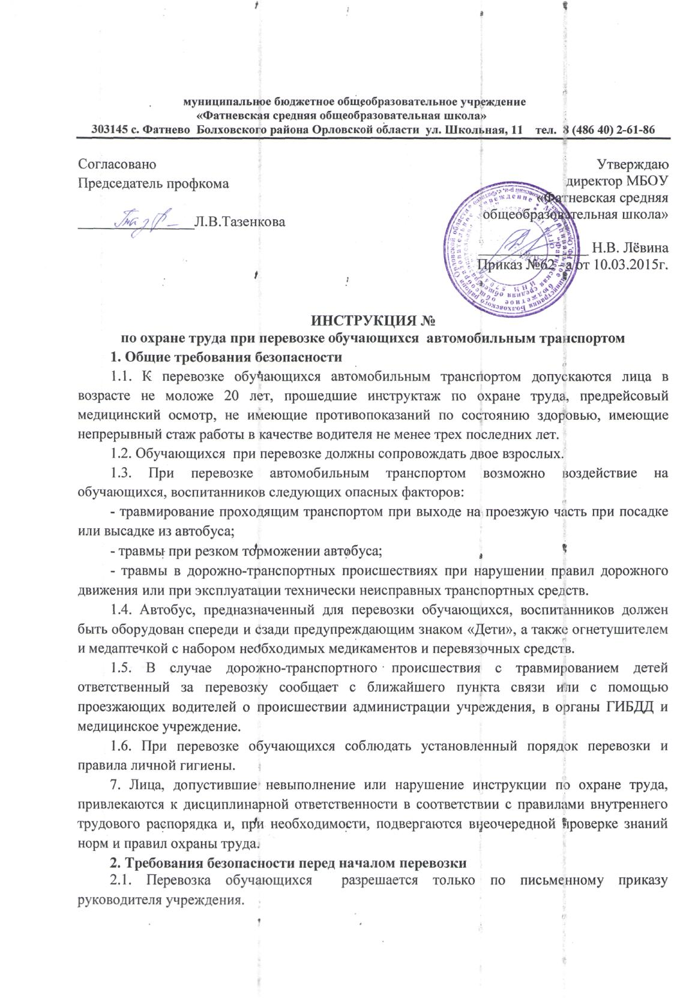 муниципальное бюджетное общеобразовательное учреждение
«Фатневская средняя общеобразовательная школа»
303145 с. Фатнево Болховского района Орловской области ул. Школьная, 11 тел. 8 (486 40) 2-61-86
Согласовано
Председатель профкома
Л.В.Тазенкова
Утверждаю
директор МБОУ
«Фатневская средняя
общеобразовательная школа»
Н.В. Лёвина
Приказ №62 - а от 10.03.2015г.
ИНСТРУКЦИЯ №
по охране труда при перевозке обучающихся автомобильным транспортом
1. Общие требования безопасности
1.1. К перевозке обучающихся автомобильным транспортом допускаются лица в
возрасте не моложе 20 лет, прошедшие инструктаж по охране труда, предрейсовый
медицинский осмотр, не имеющие противопоказаний по состоянию здоровью, имеющие
непрерывный стаж работы в качестве водителя не менее трех последних лет.
1.2. Обучающихся при перевозке должны сопровождать двое взрослых.
1.3. При перевозке автомобильным транспортом возможно воздействие на
обучающихся, воспитанников следующих опасных факторов:
- травмирование проходящим транспортом при выходе на проезжую часть при посадке
или высадке из автобуса;
- травмы при резком торможении автобуса;
- травмы в дорожно-транспортных происшествиях при нарушении правил дорожного
движения или при эксплуатации технически неисправных транспортных средств.
1.4. Автобус, предназначенный для перевозки обучающихся, воспитанников должен
быть оборудован спереди и сзади предупреждающим знаком «Дети», а также огнетушителем
и медаптечкой с набором необходимых медикаментов и перевязочных средств.
1.5. В случае дорожно-транспортного происшествия с травмированием детей
ответственный за перевозку сообщает с ближайшего пункта связи или с помощью
проезжающих водителей о происшествии администрации учреждения, в органы ГИБДД и
медицинское учреждение.
1.6. При перевозке обучающихся соблюдать установленный порядок перевозки и
правила личной гигиены.
7. Лица, допустившие невыполнение или нарушение инструкции по охране труда,
привлекаются к дисциплинарной ответственности в соответствии с правилами внутреннего
трудового распорядка и, при необходимости, подвергаются внеочередной проверке знаний
норм и правил охраны труда.
2. Требования безопасности перед началом перевозки
2.1. Перевозка обучающихся разрешается только по письменному приказу
руководителя учреждения.